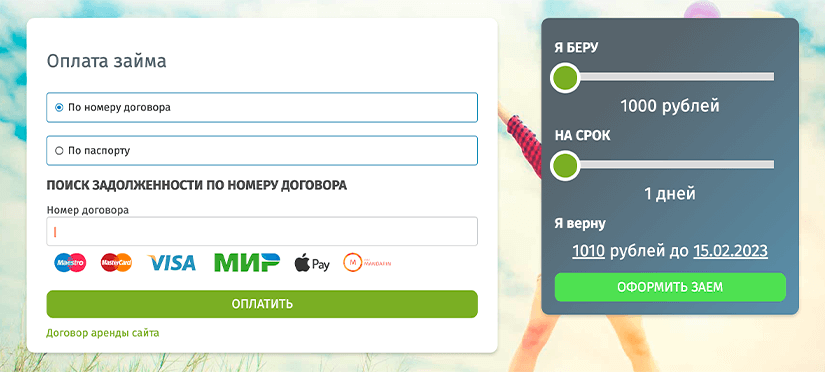 Оплата займа
По номеру договора
По паспорту
ПОИСК ЗАДОЛЖЕННОСТИ ПО НОМЕРУ ДОГОВОРА
Номер договора
Maestro MasterCard VISA МИР Pay M MANDARIN
ОПЛАТИТЬ
Договор аренды сайта
Я БЕРУ
1000 рублей
НА СРОК
1 дней
Я верну
1010 рублей до 15.02.2023
ОФОРМИТЬ ЗАЕМ